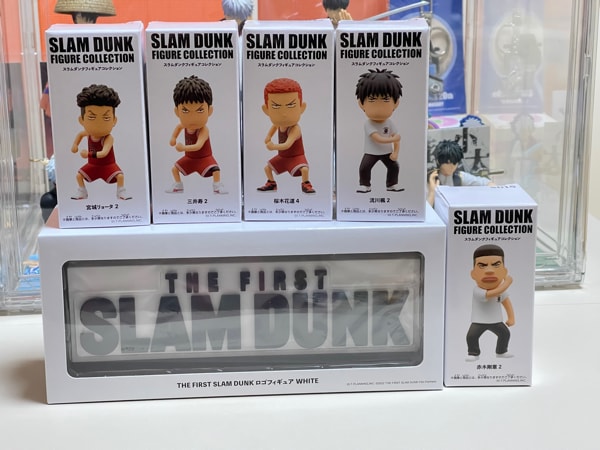 SLAM DUNK
FIGURE COLLECTION
スラムダンクフィギュアコレクション
宮城リョータ 2
SLAM DUNK
FIGURE COLLECTION
スラムダンクフィギュアコレクション
三井寿 2
SLAM DUNK
FIGURE COLLECTION
スラムダンクフィギュアコレクション
桜木花道 4
SLAM DUNK
FIGURE COLLECTION
スラムダンクフィギュアコレクション
流川楓 2
SLAM DUNK
FIGURE COLLECTION
スラムダンクフィギュアコレクション
赤木剛憲 2
THE FIRST
SLAM DUNK
THE FIRST SLAM DUNK ロゴフィギュア WHITE